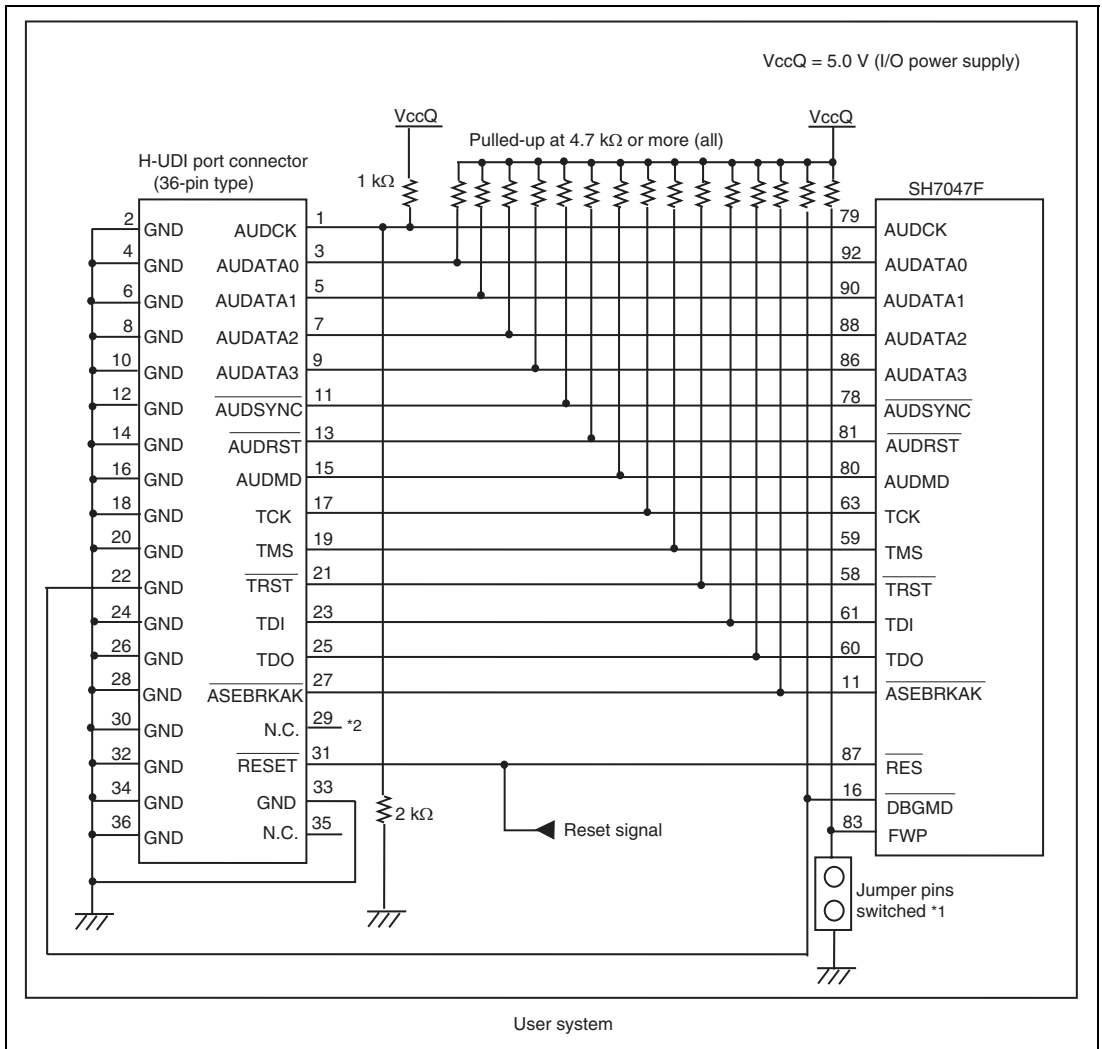 VccQ = 5.0 V (I/O power supply)
VccQ
VccQ
Pulled-up at 4.7 kΩ or more (all)
H-UDI port connector
(36-pin type)
1 kΩ
SH7047F
2 GND AUDCK 1 79 AUDCK
4 GND AUDATA0 3 92 AUDATA0
6 GND AUDATA1 5 90 AUDATA1
8 GND AUDATA2 7 88 AUDATA2
10 GND AUDATA3 9 86 AUDATA3
12 GND AUDSYNC 11 78 AUDSYNC
14 GND AUDRST 13 81 AUDRST
16 GND AUDMD 15 80 AUDMD
18 GND TCK 17 63 TCK
20 GND TMS 19 59 TMS
22 GND TRST 21 58 TRST
24 GND TDI 23 61 TDI
26 GND TDO 25 60 TDO
28 GND ASEBRKAK 27 11 ASEBRKAK
30 GND N.C. 29 *2
32 GND RESET 31 87 RES
34 GND GND 33 16 DBGMD
36 GND N.C. 35 83 FWP
2 kΩ
Reset signal
Jumper pins
switched *1
User system